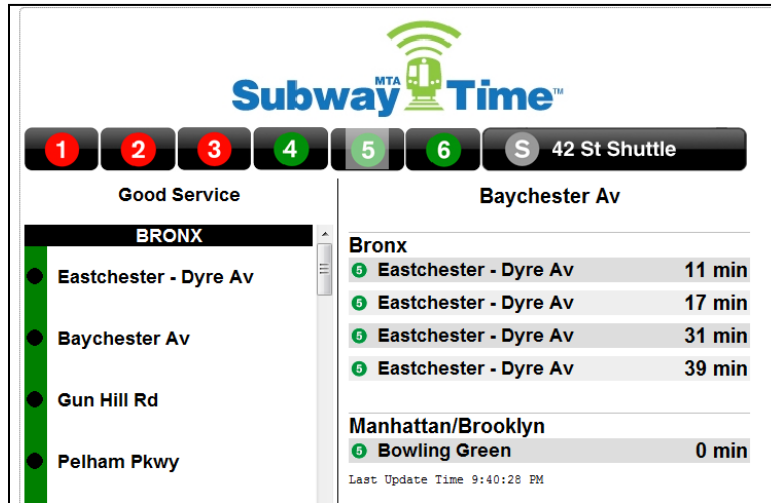 MTA
Subway Time™
1 2 3 4 5 6 S 42 St Shuttle
Good Service
BRONX
Eastchester - Dyre Av
Baychester Av
Gun Hill Rd
Pelham Pkwy
Baychester Av
Bronx
5 Eastchester - Dyre Av 11 min
5 Eastchester - Dyre Av 17 min
5 Eastchester - Dyre Av 31 min
5 Eastchester - Dyre Av 39 min
Manhattan/Brooklyn
5 Bowling Green 0 min
Last Update Time 9:40:28 PM